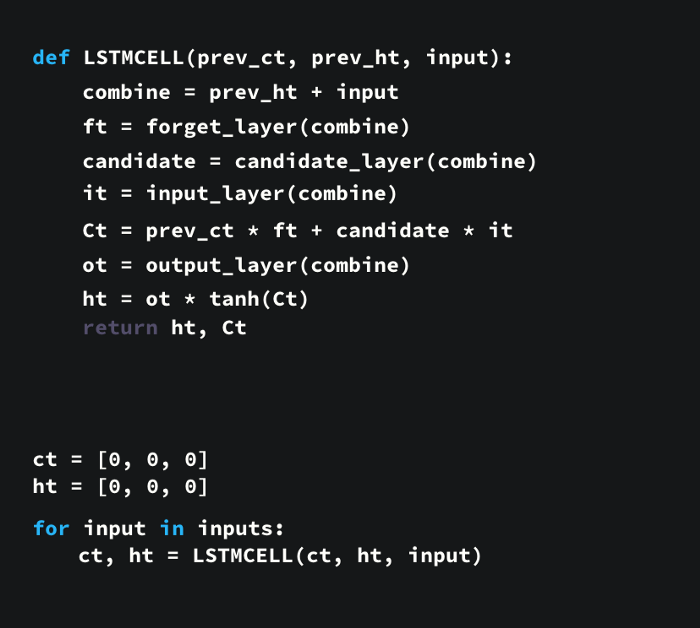 def LSTMCELL(prev_ct, prev_ht, input):
combine = prev_ht + input
ft = forget_layer(combine)
candidate = candidate_layer(combine)
it = input_layer(combine)
Ct = prev_ct * ft + candidate * it
ot = output_layer(combine)
ht = ot * tanh(Ct)
return ht, Ct
ct = [0, 0, 0]
ht = [0, 0, 0]
for input in inputs:
ct, ht = LSTMCELL(ct, ht, input)